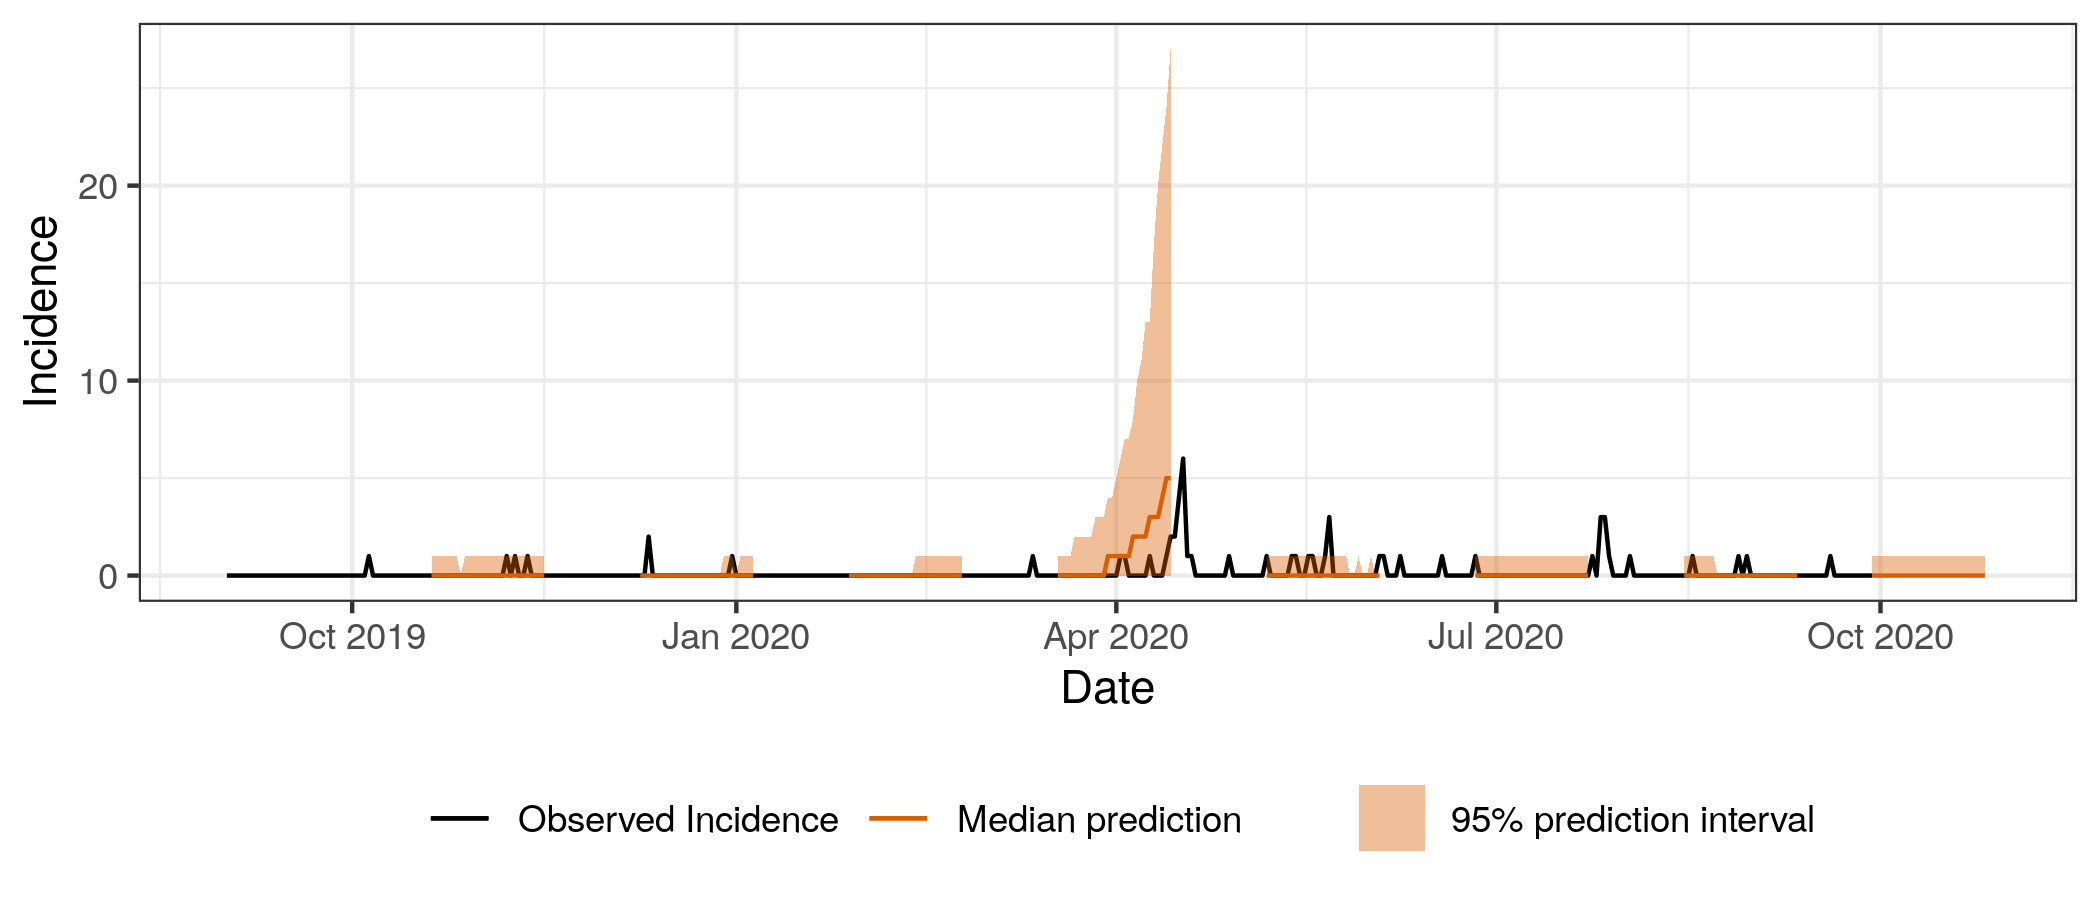 Incidence
20
10
0
Oct 2019 Jan 2020 Apr 2020 Jul 2020 Oct 2020
Date
Observed Incidence Median prediction 95% prediction interval